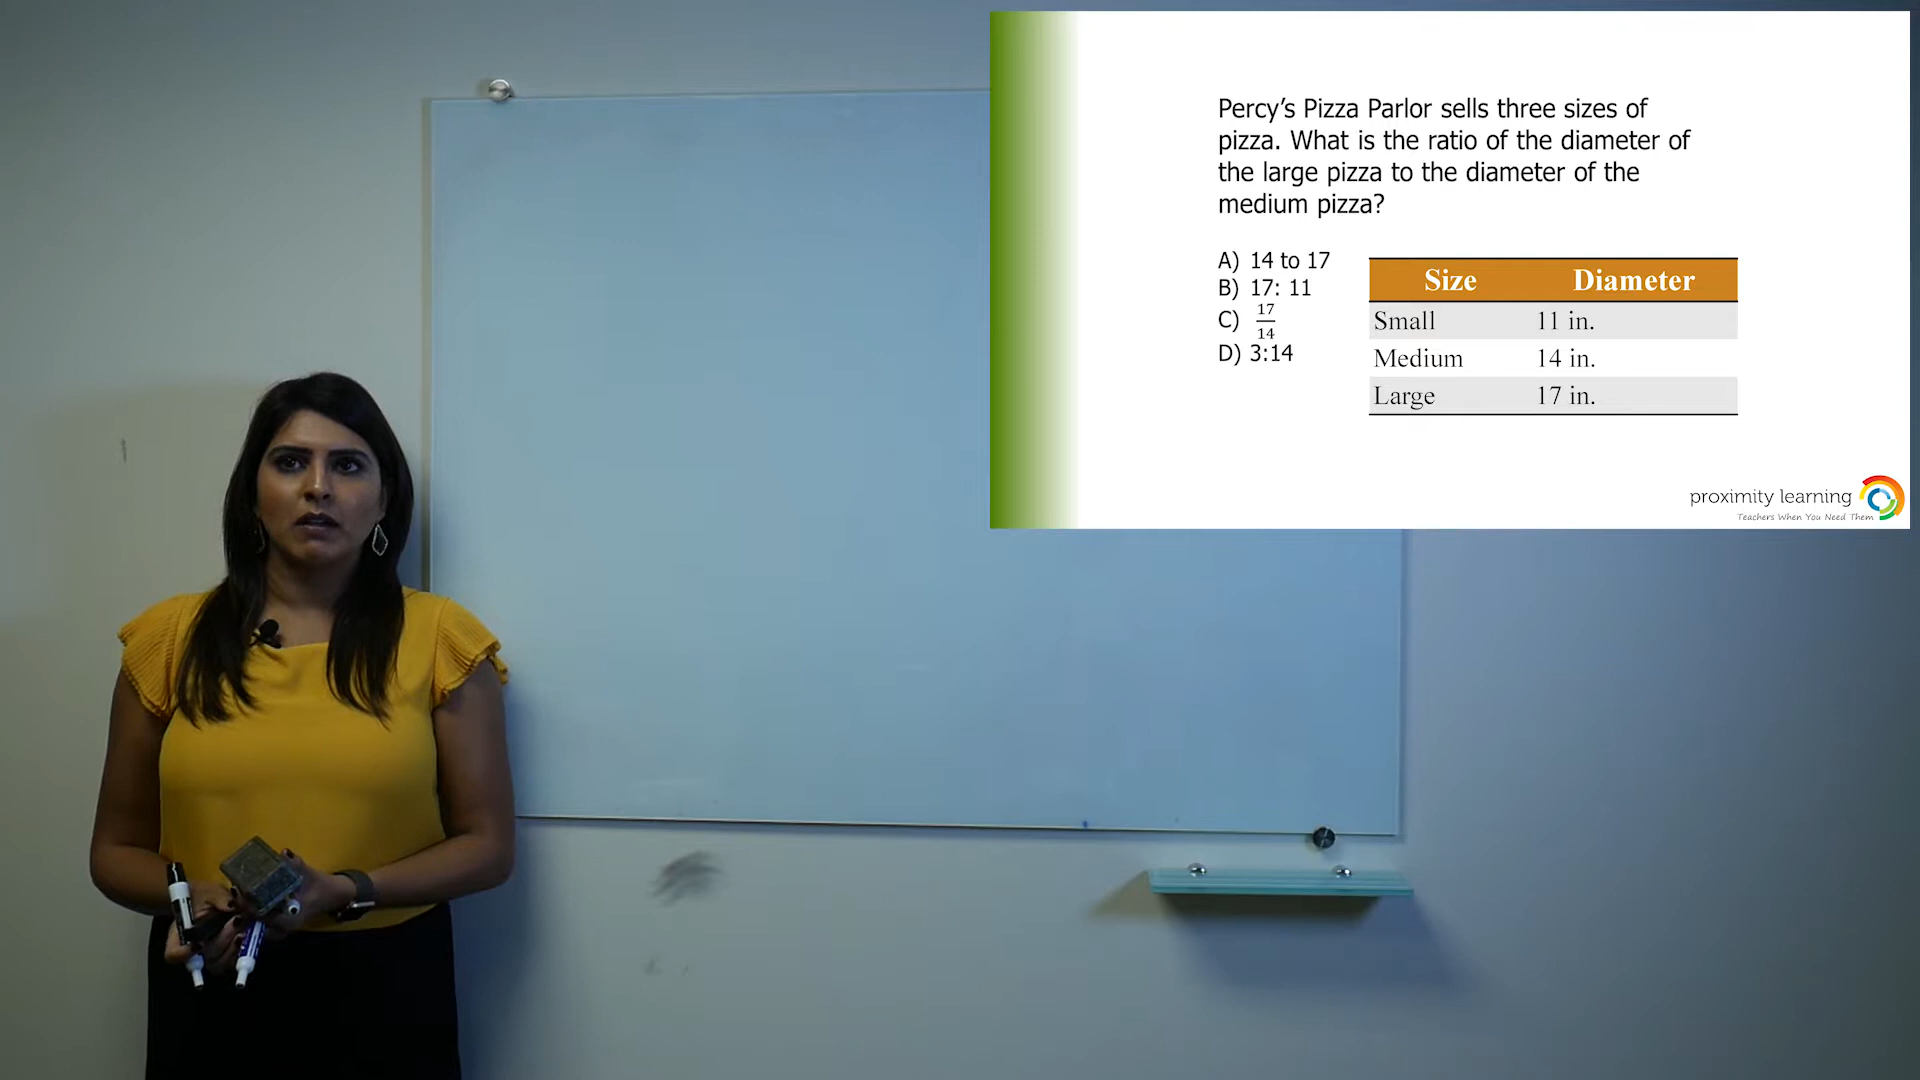 Percy's Pizza Parlor sells three sizes of
pizza. What is the ratio of the diameter of
the large pizza to the diameter of the
medium pizza?
A) 14 to 17
B) 17: 11
C) 17/14
D) 3:14
Size Diameter
Small 11 in.
Medium 14 in.
Large 17 in.
proximity learning
Teachers When You Need Them